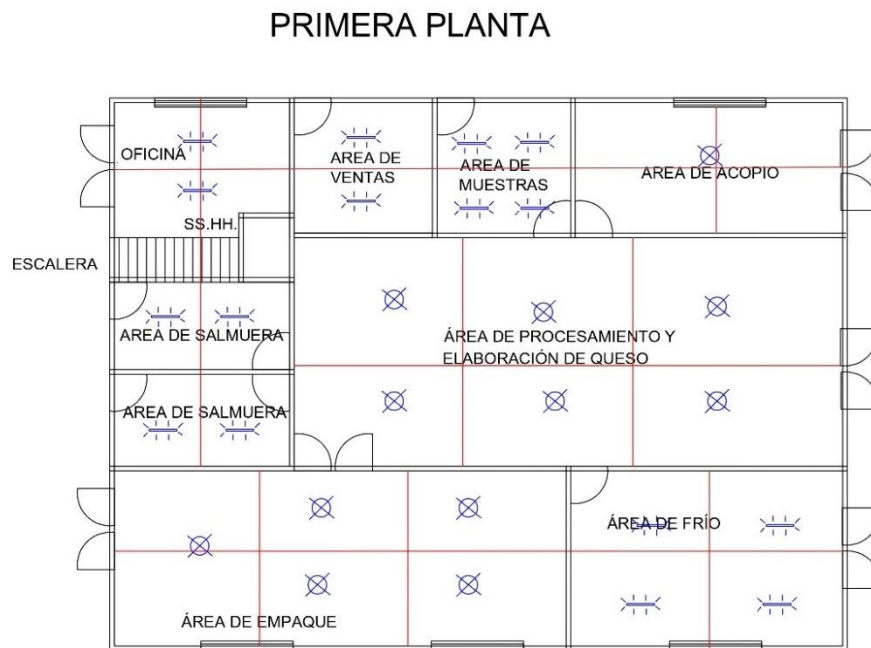 PRIMERA PLANTA
OFICINA
AREA DE
VENTAS
AREA DE
MUESTRAS
AREA DE ACOPIO
SS.HH.
ESCALERA
AREA DE SALMUERA
ÁREA DE PROCESAMIENTO Y
ELABORACIÓN DE QUESO
AREA DE SALMUERA
ÁREA DE FRÍO
ÁREA DE EMPAQUE